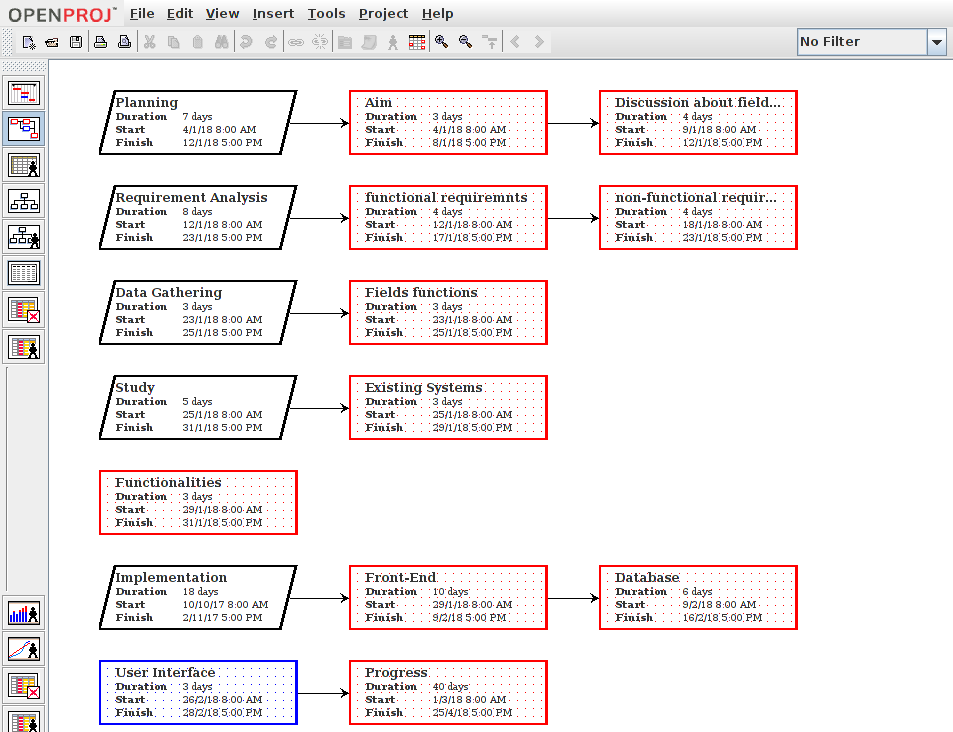 OPENPROJ™ File Edit View Insert Tools Project Help
No Filter
Planning
Duration 7 days
Start 4/1/18 8:00 AM
Finish 12/1/18 5:00 PM
Aim
Duration 3 days
Start 4/1/18 8:00 AM
Finish 8/1/18 5:00 PM
Discussion about field...
Duration 4 days
Start 9/1/18 8:00 AM
Finish 12/1/18 5:00 PM
Requirement Analysis
Duration 8 days
Start 12/1/18 8:00 AM
Finish 23/1/18 5:00 PM
functional requiremnts
Duration 4 days
Start 12/1/18 8:00 AM
Finish 17/1/18 5:00 PM
non-functional requir...
Duration 4 days
Start 18/1/18 8:00 AM
Finish 23/1/18 5:00 PM
Data Gathering
Duration 3 days
Start 23/1/18 8:00 AM
Finish 25/1/18 5:00 PM
Fields functions
Duration 3 days
Start 23/1/18 8:00 AM
Finish 25/1/18 5:00 PM
Study
Duration 5 days
Start 25/1/18 8:00 AM
Finish 31/1/18 5:00 PM
Existing Systems
Duration 3 days
Start 25/1/18 8:00 AM
Finish 29/1/18 5:00 PM
Functionalities
Duration 3 days
Start 29/1/18 8:00 AM
Finish 31/1/18 5:00 PM
Implementation
Duration 18 days
Start 10/10/17 8:00 AM
Finish 2/11/17 5:00 PM
Front-End
Duration 10 days
Start 29/1/18 8:00 AM
Finish 9/2/18 5:00 PM
Database
Duration 6 days
Start 9/2/18 8:00 AM
Finish 16/2/18 5:00 PM
User Interface
Duration 3 days
Start 26/2/18 8:00 AM
Finish 28/2/18 5:00 PM
Progress
Duration 40 days
Start 1/3/18 8:00 AM
Finish 25/4/18 5:00 PM